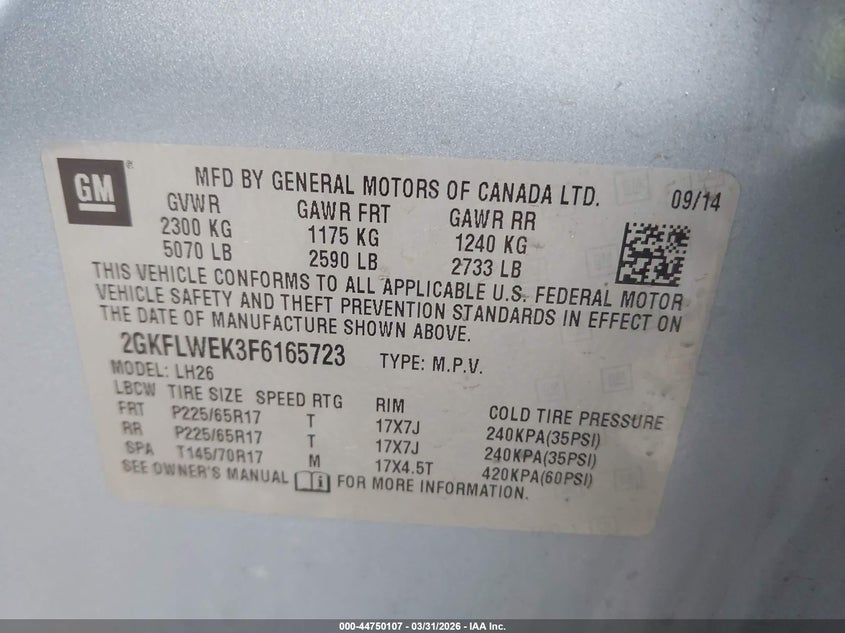 GM
MFD BY GENERAL MOTORS OF CANADA LTD. 09/14
GVWR GAWR FRT GAWR RR
2300 KG 1175 KG 1240 KG
5070 LB 2590 LB 2733 LB
THIS VEHICLE CONFORMS TO ALL APPLICABLE U.S. FEDERAL MOTOR
VEHICLE SAFETY AND THEFT PREVENTION STANDARDS IN EFFECT ON
THE DATE OF MANUFACTURE SHOWN ABOVE.
2GKFLWEK3F6165723 TYPE: M.P.V.
MODEL: LH26
LBCW TIRE SIZE SPEED RTG RIM COLD TIRE PRESSURE
FRT P225/65R17 T 17X7J 240KPA(35PSI)
RR P225/65R17 T 17X7J 240KPA(35PSI)
SPA T145/70R17 M 17X4.5T 420KPA(60PSI)
SEE OWNER'S MANUAL FOR MORE INFORMATION.
000-44750107 — 03/31/2026 — IAA Inc.